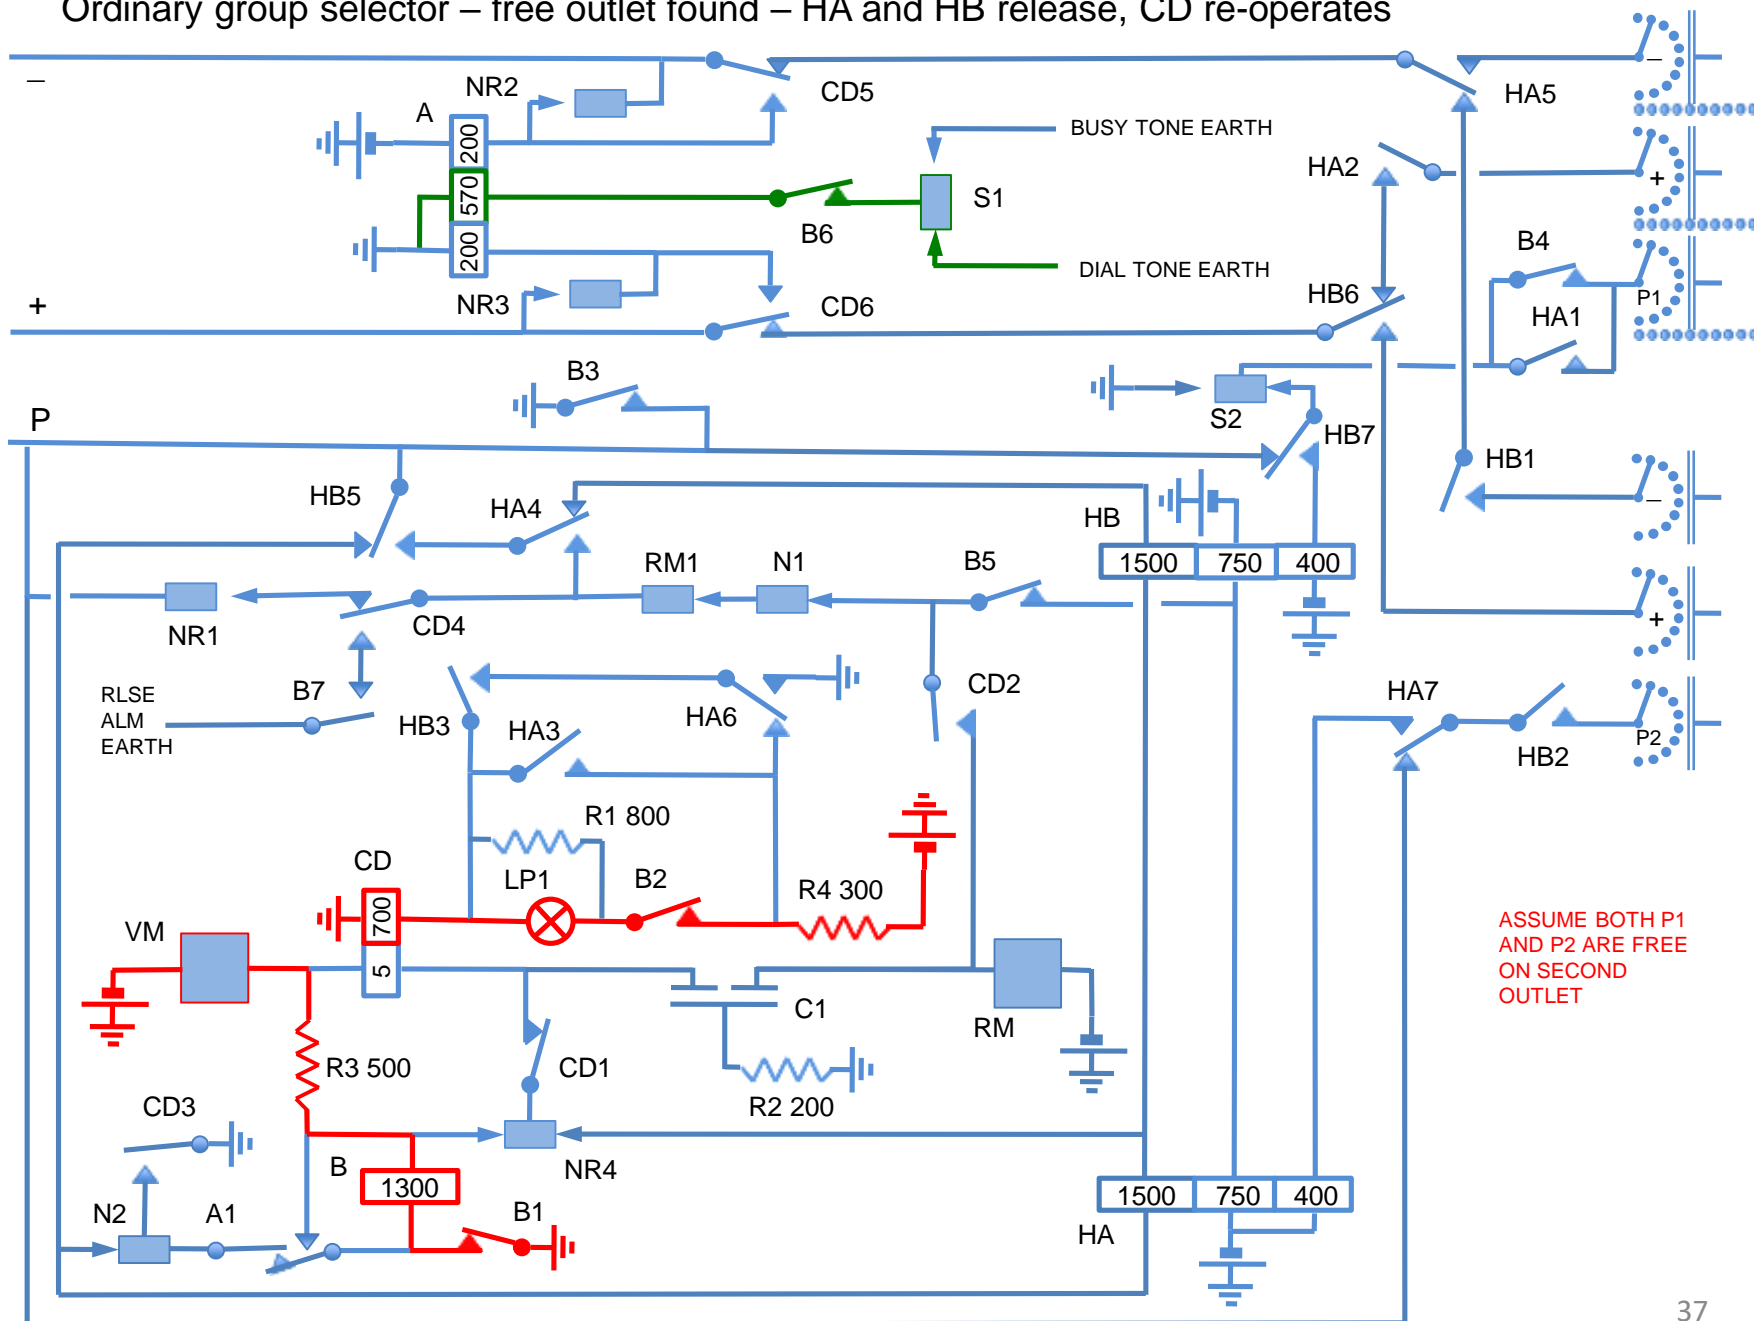 Ordinary group selector – free outlet found – HA and HB release, CD re-operates
–
NR2
CD5
HA5
–
A
200
BUSY TONE EARTH
HA2
+
570
S1
B6
200
B4
DIAL TONE EARTH
NR3
HB6
P1
+
CD6
HA1
B3
P
S2
HB7
HB5
HA4
HB
HB1
–
1500
750
400
RM1
N1
B5
NR1
CD4
+
RLSE
ALM
EARTH
B7
HB3
HA3
HA6
CD2
HA7
HB2
P2
R1 800
CD
LP1
B2
R4 300
700
VM
ASSUME BOTH P1
AND P2 ARE FREE
ON SECOND
OUTLET
5
C1
RM
R3 500
CD1
CD3
R2 200
B
NR4
1300
1500
750
400
N2
A1
B1
HA
37